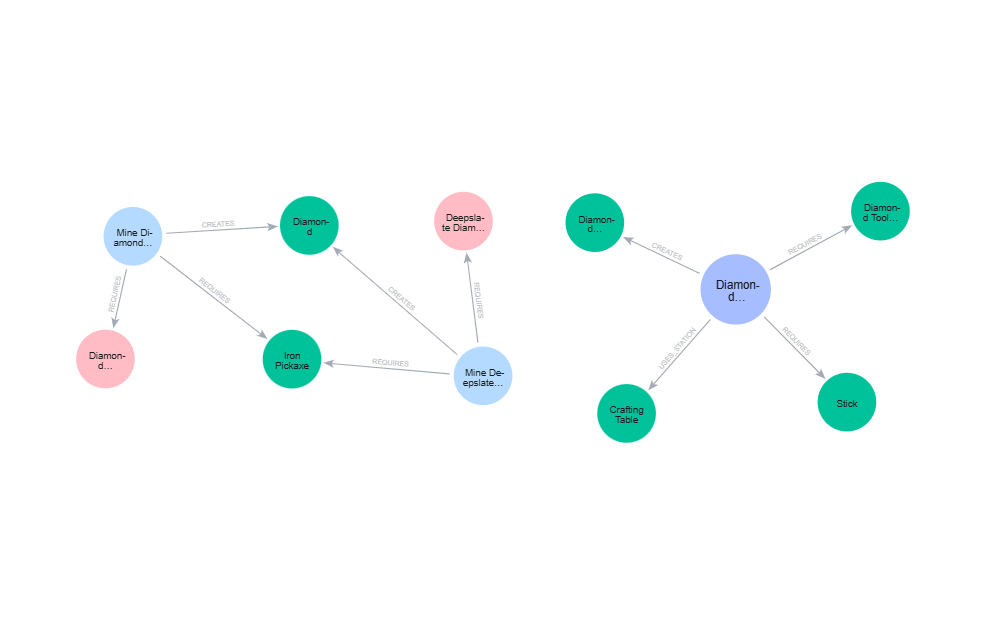 Mine Di-
amond...
CREATES
Diamon-
d
Deepsla-
te Diam...
REQUIRES
REQUIRES
CREATES
REQUIRES
Diamon-
d...
Iron
Pickaxe
REQUIRES
Mine De-
epslate...
Diamon-
d...
CREATES
Diamon-
d Tool...
REQUIRES
Diamon-
d...
USES_STATION
REQUIRES
Crafting
Table
Stick